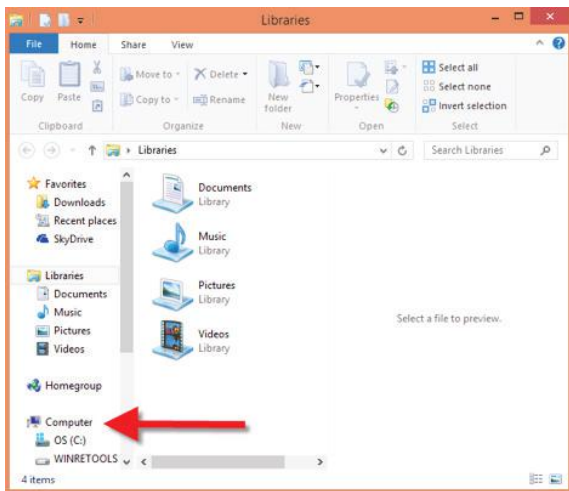 Libraries
File Home Share View
Copy Paste Move to Copy to Delete Rename New folder Properties Select all Select none Invert selection
Clipboard Organize New Open Select
Libraries Search Libraries
Favorites
Downloads
Recent places
SkyDrive
Libraries
Documents
Music
Pictures
Videos
Homegroup
Computer
OS (C:)
WINRETOOLS
Documents
Library
Music
Library
Pictures
Library
Videos
Library
Select a file to preview.
4 items